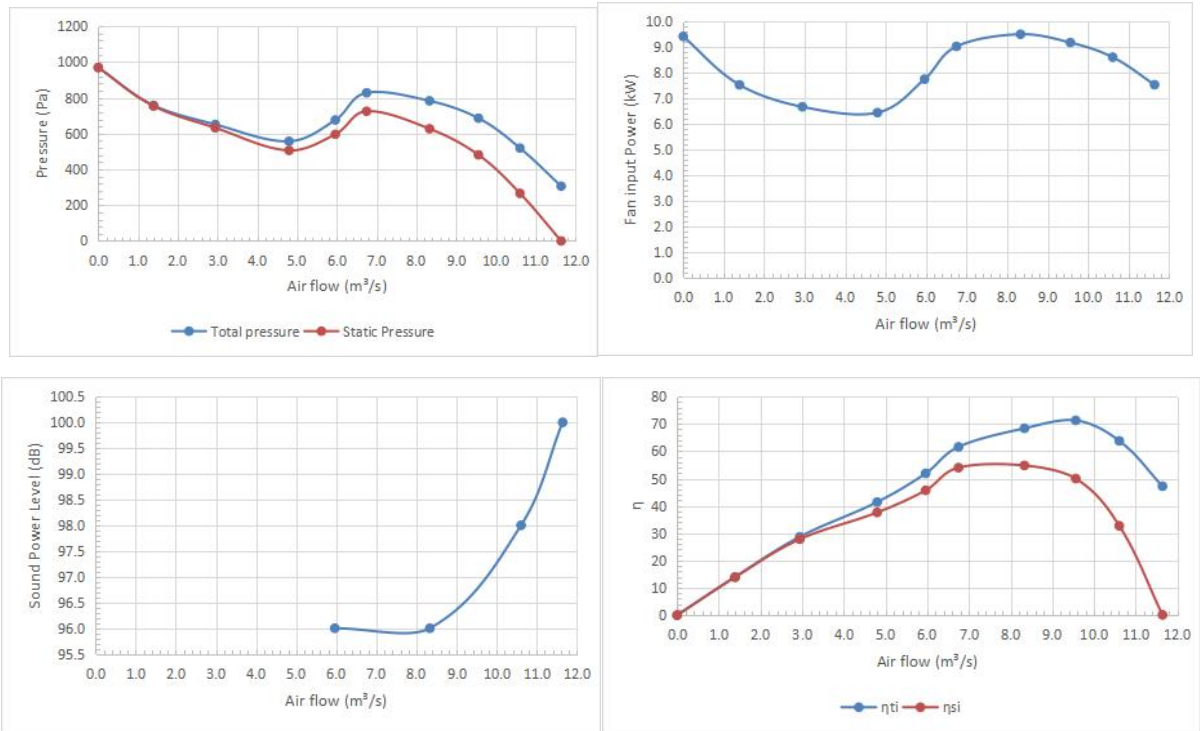 1200
1000
800
600
400
200
0
Pressure (Pa)
0.0 1.0 2.0 3.0 4.0 5.0 6.0 7.0 8.0 9.0 10.0 11.0 12.0
Air flow (m³/s)
Total pressure Static Pressure
10.0
9.0
8.0
7.0
6.0
5.0
4.0
3.0
2.0
1.0
0.0
Fan input Power (kW)
0.0 1.0 2.0 3.0 4.0 5.0 6.0 7.0 8.0 9.0 10.0 11.0 12.0
Air flow (m³/s)
100.5
100.0
99.5
99.0
98.5
98.0
97.5
97.0
96.5
96.0
95.5
Sound Power Level (dB)
0.0 1.0 2.0 3.0 4.0 5.0 6.0 7.0 8.0 9.0 10.0 11.0 12.0
Air flow (m³/s)
80
70
60
50
40
30
20
10
0
η
0.0 1.0 2.0 3.0 4.0 5.0 6.0 7.0 8.0 9.0 10.0 11.0 12.0
Air flow (m³/s)
ηti ηsi